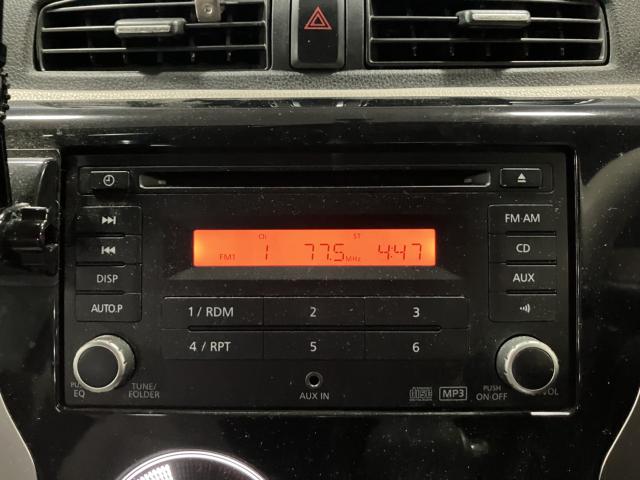 FM·AM
CD
AUX
DISP
AUTO.P
FM1 Ch 1 77.5 MHz ST 4:47
1 / RDM 2 3
4 / RPT 5 6
PUSH EQ
TUNE/FOLDER
AUX IN
disc
MP3
PUSH ON·OFF
VOL